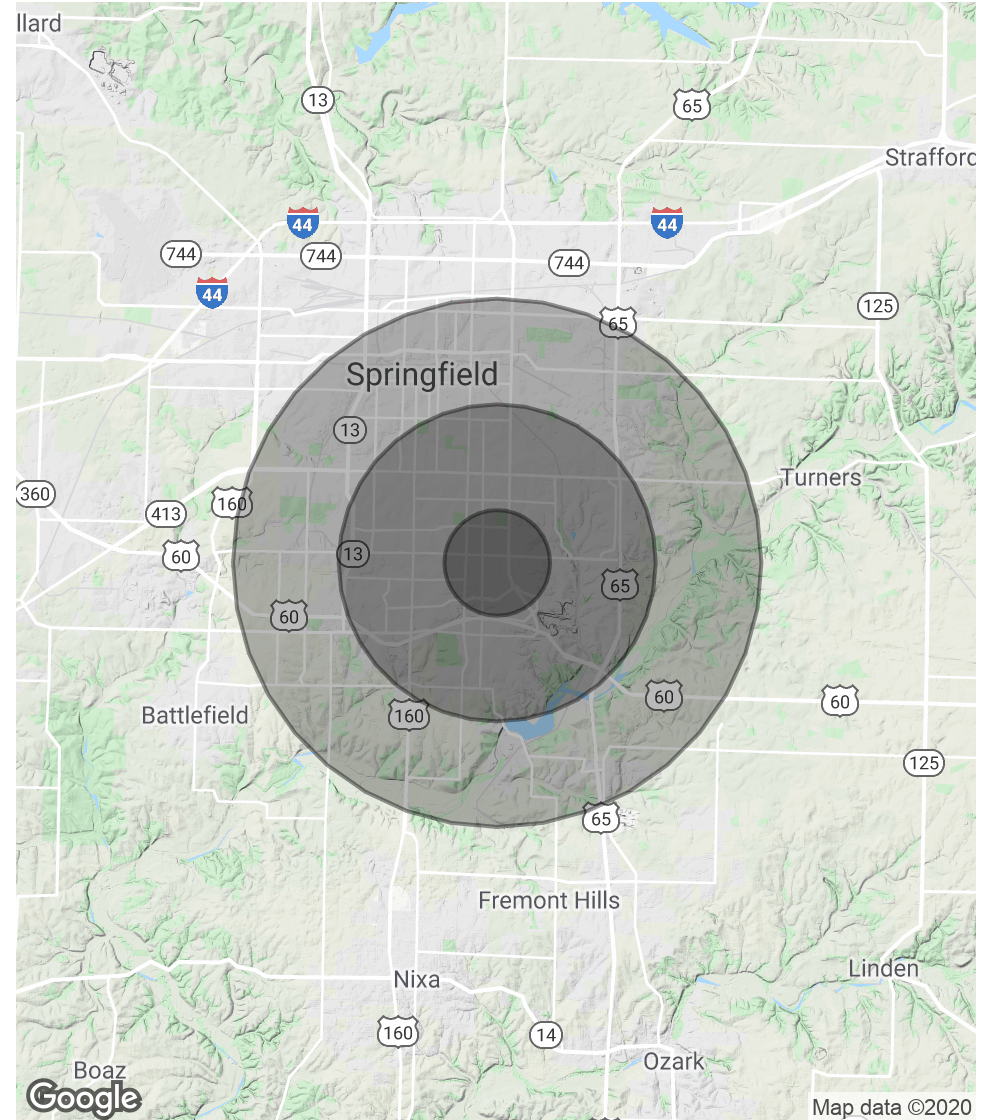 llard
13
65
Strafford
44
44
744
744
744
44
125
65
Springfield
13
Turners
360
160
413
60
13
65
60
60
60
Battlefield
160
125
65
Fremont Hills
Linden
Nixa
160
14
Ozark
Boaz
Google
Map data ©2020